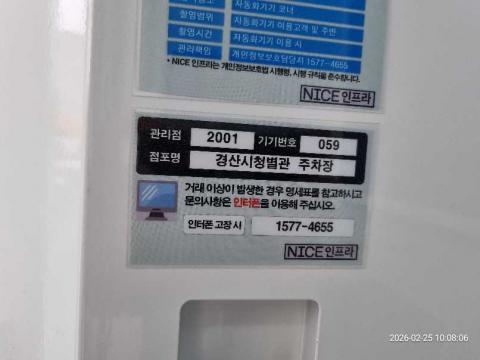 자동화기기 코너
촬영범위 자동화기기 이용고객 및 주변
촬영시간 자동화기기 이용 시
관리책임 개인정보보호담당서 1577-4655
* NICE 인프라는 개인정보보호법 시행령, 시행 규칙을 준수합니다.
NICE인프라
관리점 2001 기기번호 059
점포명 경산시청별관 주차장
거래 이상이 발생한 경우 명세표를 참고하시고
문의사항은 인터폰을 이용해 주십시오.
인터폰 고장 시 1577-4655
NICE인프라
2026-02-25 10:08:06